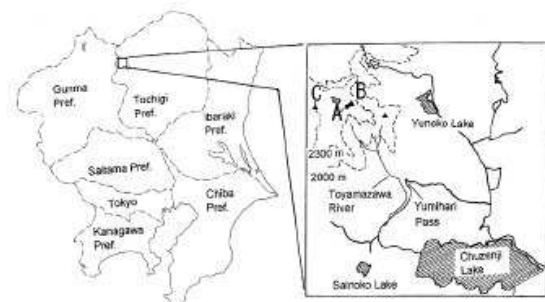 Gunma
Pref.
Tochigi
Pref.
Ibaraki
Pref.
Saitama Pref.
Tokyo
Chiba
Pref.
Kanagawa
Pref.
C
A
B
Yunoko Lake
2300 m
2000 m
Toyamazawa
River
Yumihari
Pass
Chuzenji
Lake
Sainoko Lake